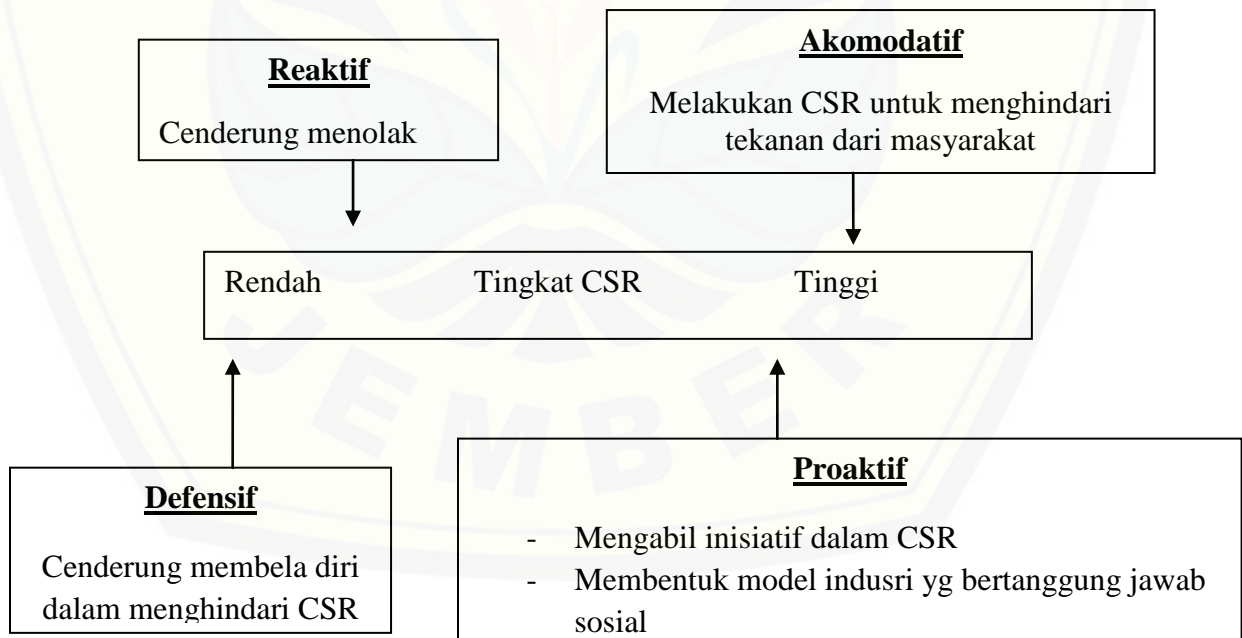 Reaktif
Cenderung menolak
Akomodatif
Melakukan CSR untuk menghindari
tekanan dari masyarakat
Rendah Tingkat CSR Tinggi
JEMBER
Defensif
Cenderung membela diri
dalam menghindari CSR
Proaktif
- Mengabil inisiatif dalam CSR
- Membentuk model indusri yg bertanggung jawab
sosial